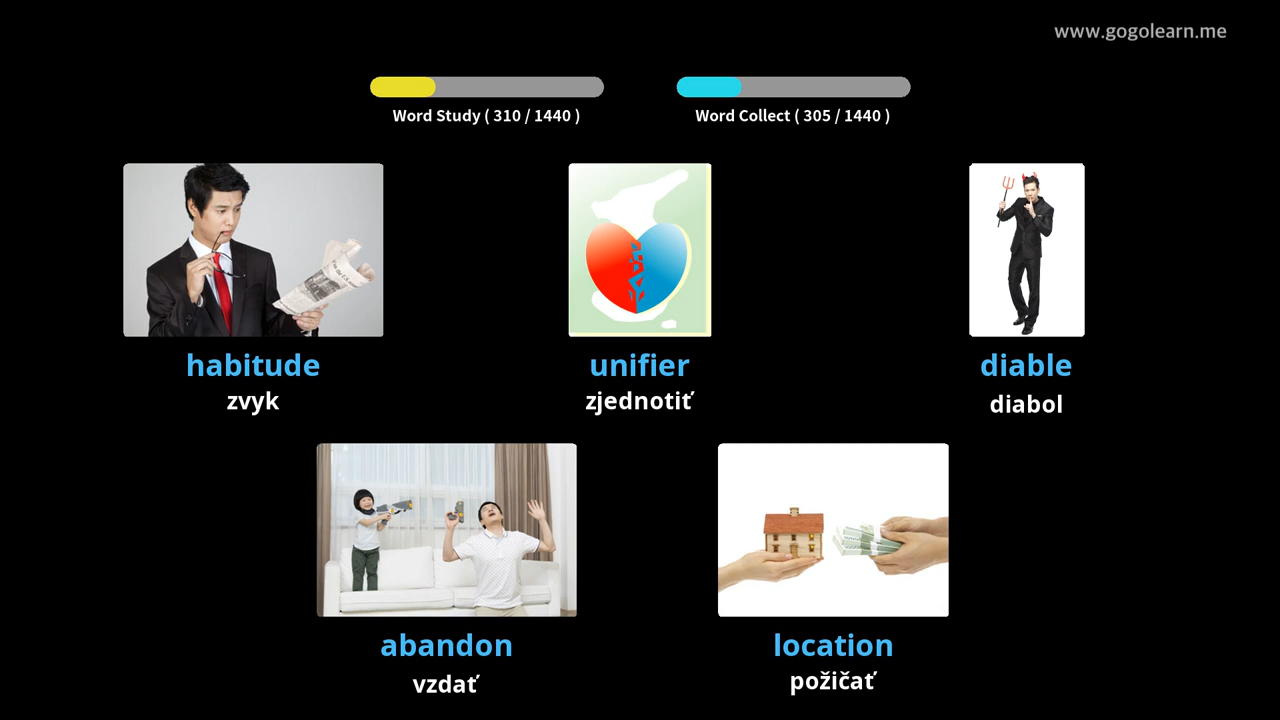 www.gogolearn.me
Word Study ( 310 / 1440 )
Word Collect ( 305 / 1440 )
habitude
zvyk
unifier
zjednotiť
diable
diabol
abandon
vzdať
location
požičať